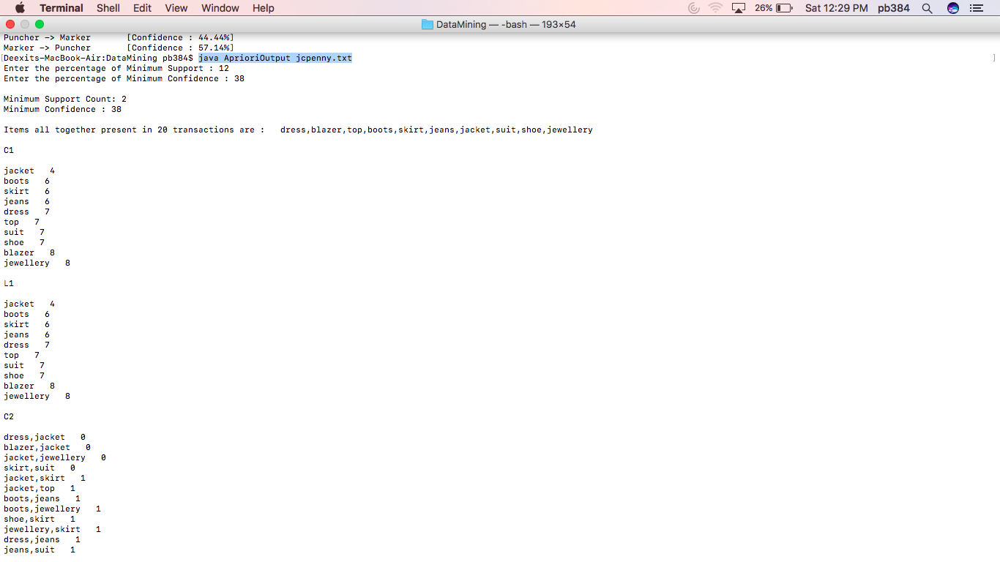 Terminal Shell Edit View Window Help 26% Sat 12:29 PM pb384
DataMining — -bash — 193×54
Puncher -> Marker [Confidence : 44.44%]
Marker -> Puncher [Confidence : 57.14%]
[Deexits-MacBook-Air:DataMining pb384$ java AprioriOutput jcpenny.txt ]
Enter the percentage of Minimum Support : 12
Enter the percentage of Minimum Confidence : 38
Minimum Support Count: 2
Minimum Confidence : 38
Items all together present in 20 transactions are : dress,blazer,top,boots,skirt,jeans,jacket,suit,shoe,jewellery
C1
jacket 4
boots 6
skirt 6
jeans 6
dress 7
top 7
suit 7
shoe 7
blazer 8
jewellery 8
L1
jacket 4
boots 6
skirt 6
jeans 6
dress 7
top 7
suit 7
shoe 7
blazer 8
jewellery 8
C2
dress,jacket 0
blazer,jacket 0
jacket,jewellery 0
skirt,suit 0
jacket,skirt 1
jacket,top 1
boots,jeans 1
boots,jewellery 1
shoe,skirt 1
jewellery,skirt 1
dress,jeans 1
jeans,suit 1